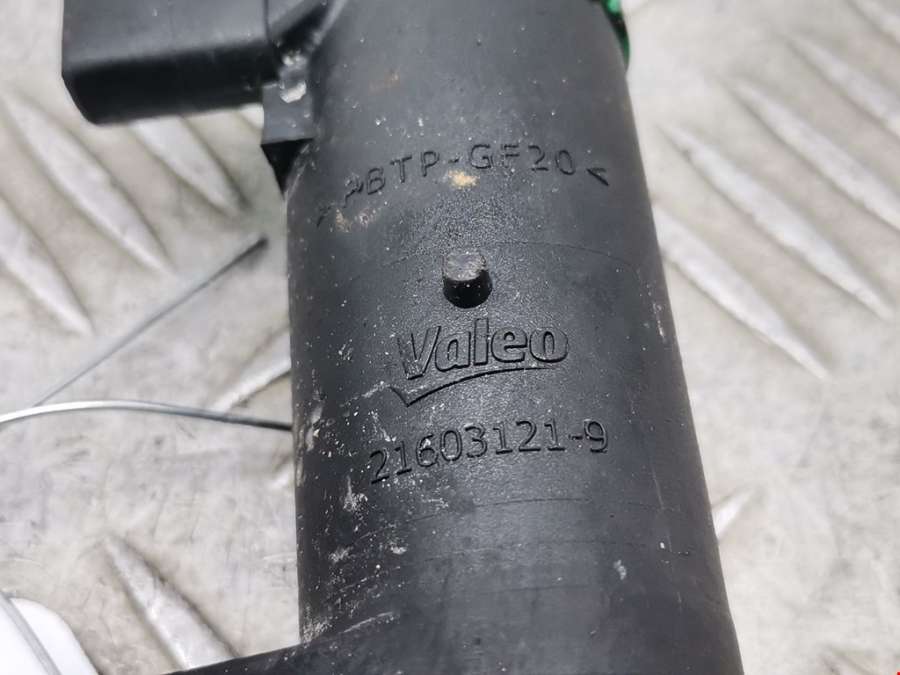 >PBTP-GF20<
Valeo
21603121-9